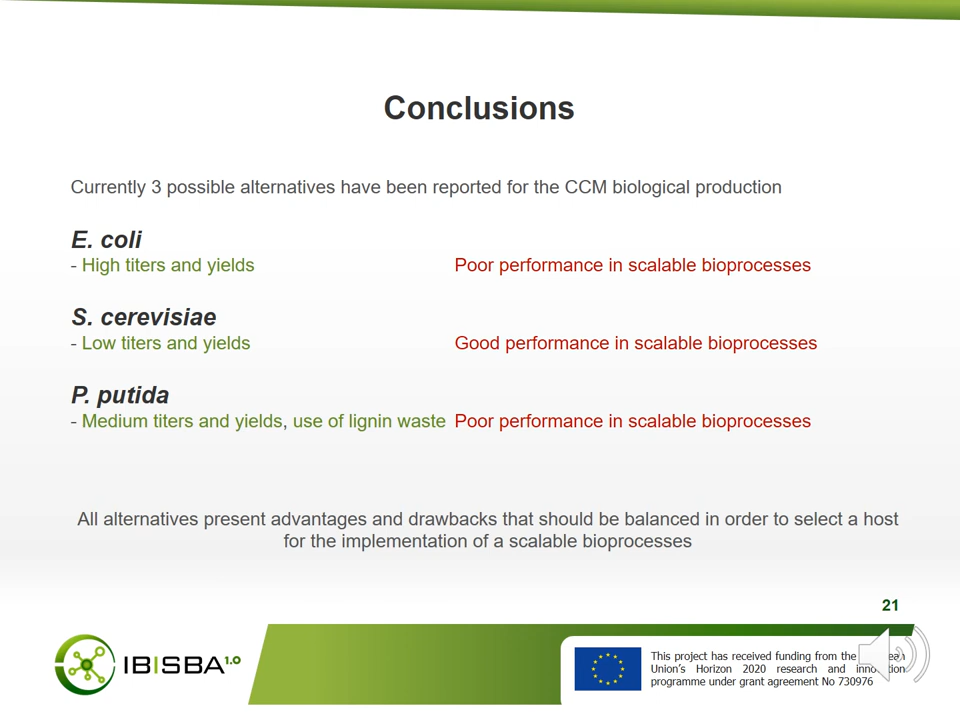 Conclusions
Currently 3 possible alternatives have been reported for the CCM biological production
E. coli
- High titers and yields Poor performance in scalable bioprocesses
S. cerevisiae
- Low titers and yields Good performance in scalable bioprocesses
P. putida
- Medium titers and yields, use of lignin waste Poor performance in scalable bioprocesses
All alternatives present advantages and drawbacks that should be balanced in order to select a host
for the implementation of a scalable bioprocesses
21
IBISBA 1.0
This project has received funding from the
Union's Horizon 2020 research and
programme under grant agreement No 730976